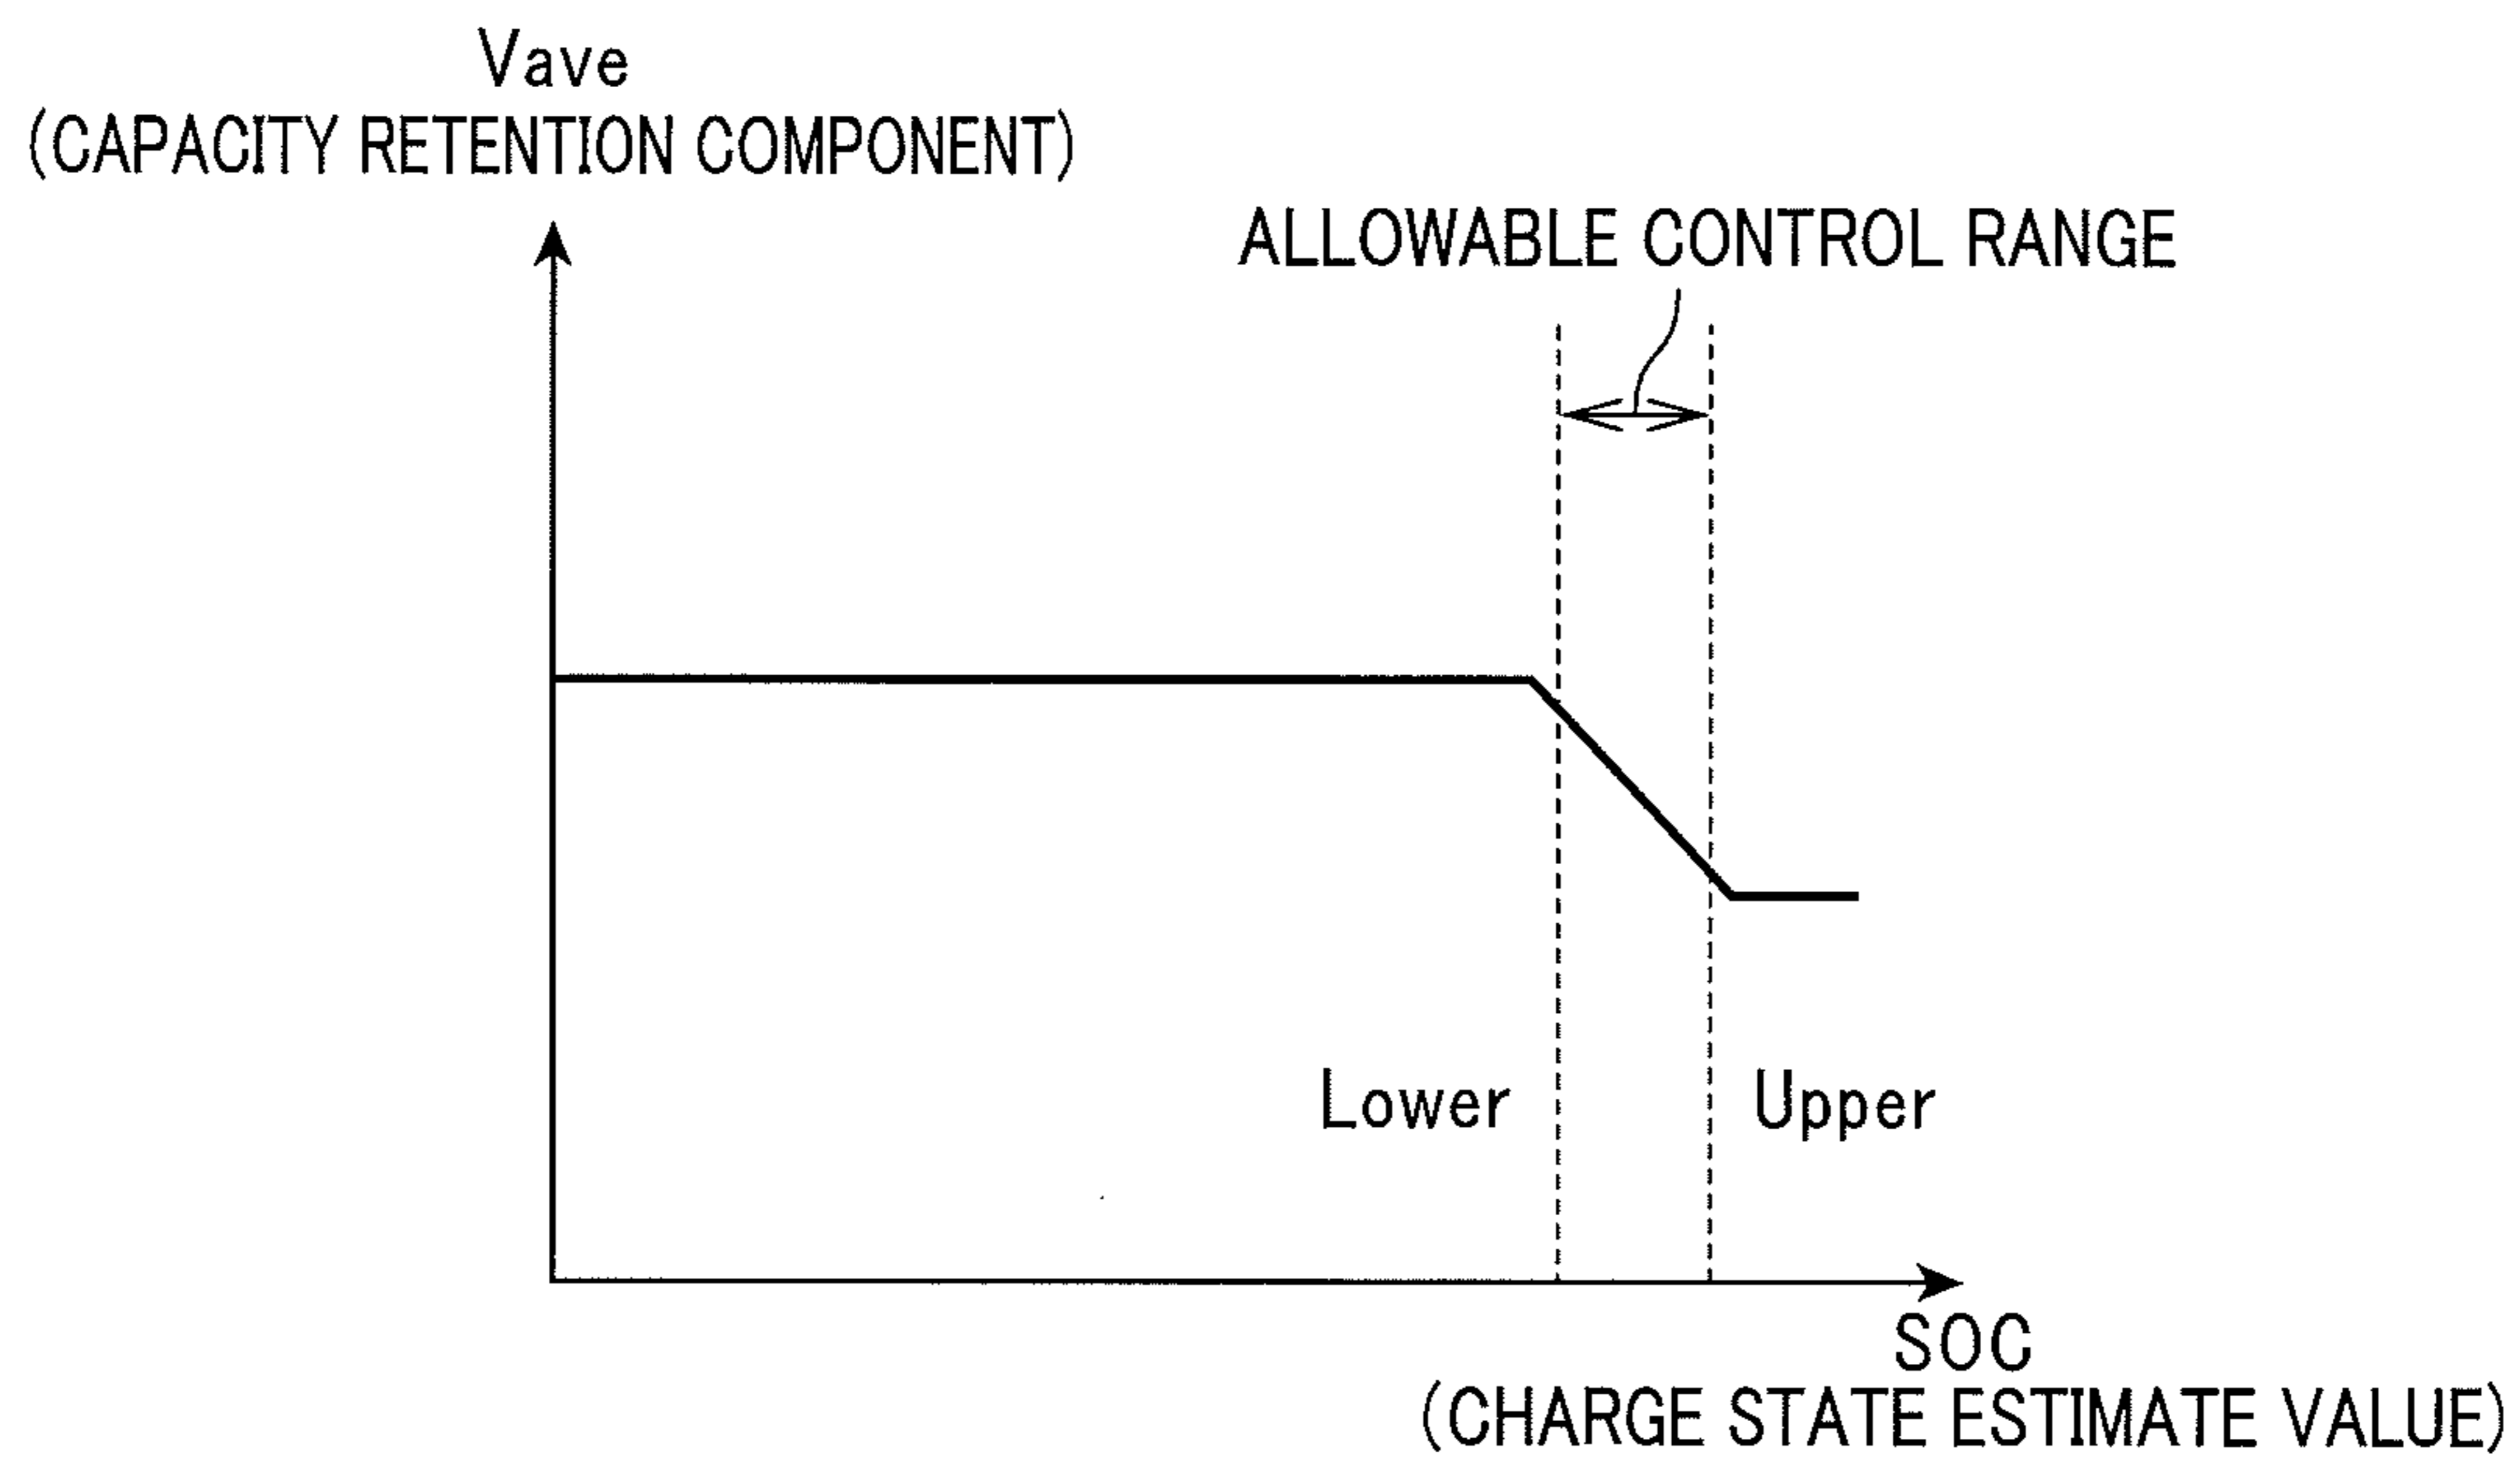 Vave
(CAPACITY RETENTION COMPONENT)
ALLOWABLE CONTROL RANGE
Lower
Upper
SOC
(CHARGE STATE ESTIMATE VALUE)